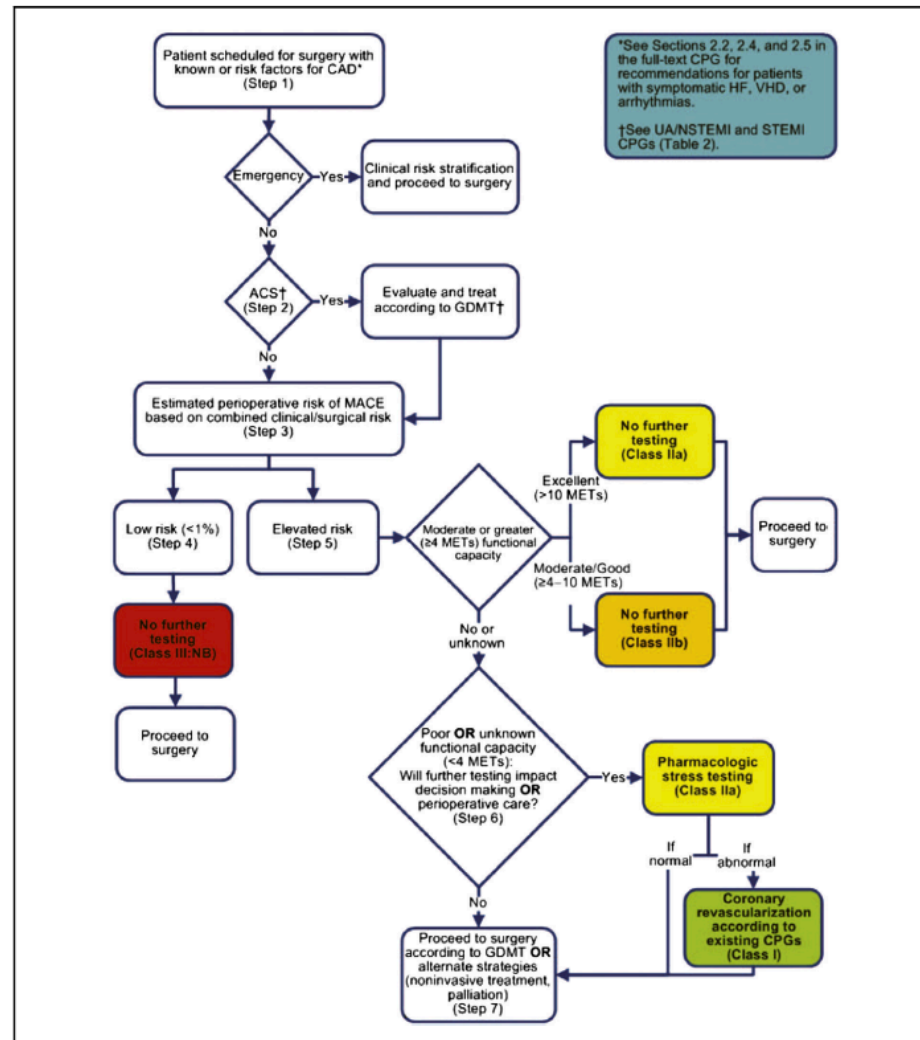 Patient scheduled for surgery with
known or risk factors for CAD*
(Step 1)
*See Sections 2.2, 2.4, and 2.5 in
the full-text CPG for
recommendations for patients
with symptomatic HF, VHD, or
arrhythmias.
†See UA/NSTEMI and STEMI
CPGs (Table 2).
Emergency
Yes
Clinical risk stratification
and proceed to surgery
No
ACS†
(Step 2)
Yes
Evaluate and treat
according to GDMT†
No
Estimated perioperative risk of MACE
based on combined clinical/surgical risk
(Step 3)
Low risk (<1%)
(Step 4)
Elevated risk
(Step 5)
Moderate or greater
(≥4 METs) functional
capacity
Excellent
(>10 METs)
No further
testing
(Class IIa)
Moderate/Good
(≥4–10 METs)
No further
testing
(Class IIb)
Proceed to
surgery
No further
testing
(Class III:NB)
Proceed to
surgery
No or
unknown
Poor OR unknown
functional capacity
(<4 METs):
Will further testing impact
decision making OR
perioperative care?
(Step 6)
Yes
Pharmacologic
stress testing
(Class IIa)
If
normal
If
abnormal
Coronary
revascularization
according to
existing CPGs
(Class I)
No
Proceed to surgery
according to GDMT OR
alternate strategies
(noninvasive treatment,
palliation)
(Step 7)